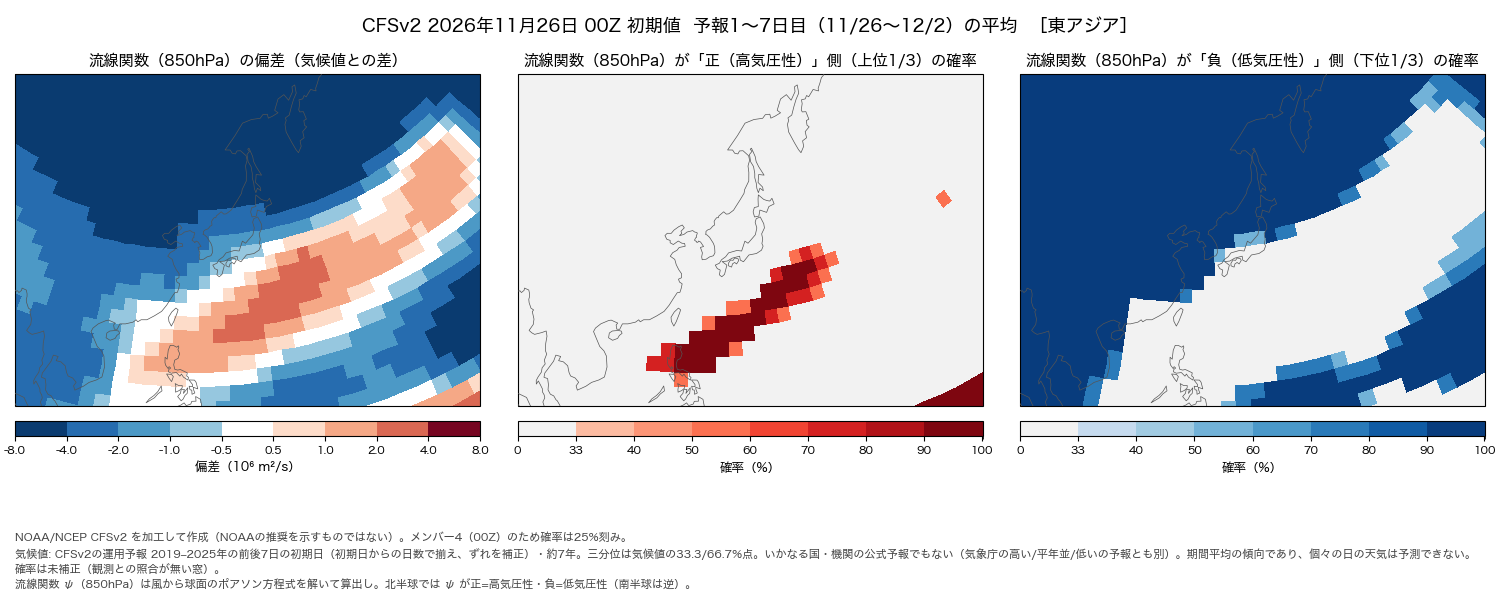 CFSv2 2026年11月26日 00Z 初期値  予報1〜7日目（11/26〜12/2）の平均  ［東アジア］
流線関数（850hPa）の偏差（気候値との差）
流線関数（850hPa）が「正（高気圧性）」側（上位1/3）の確率
流線関数（850hPa）が「負（低気圧性）」側（下位1/3）の確率
-8.0 -4.0 -2.0 -1.0 -0.5 0.5 1.0 2.0 4.0 8.0
偏差（10⁶ m²/s）
0 33 40 50 60 70 80 90 100
確率（%）
0 33 40 50 60 70 80 90 100
確率（%）
NOAA/NCEP CFSv2 を加工して作成（NOAAの推奨を示すものではない）。メンバー4（00Z）のため確率は25%刻み。
気候値: CFSv2の運用予報 2019–2025年の前後7日の初期日（初期日からの日数で揃え、ずれを補正）・約7年。三分位は気候値の33.3/66.7%点。いかなる国・機関の公式予報でもない（気象庁の高い/平年並/低いの予報とも別）。期間平均の傾向であり、個々の日の天気は予測できない。
確率は未補正（観測との照合が無い窓）。
流線関数 ψ（850hPa）は風から球面のポアソン方程式を解いて算出し。北半球では ψ が正=高気圧性・負=低気圧性（南半球は逆）。